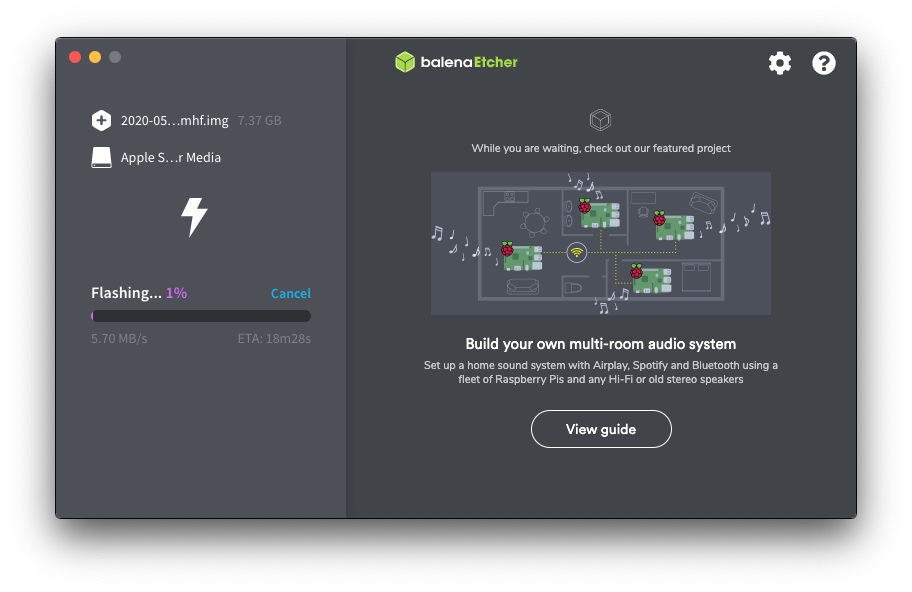 balenaEtcher
2020-05...mhf.img 7.37 GB
Apple S...r Media
Flashing... 1% Cancel
5.70 MB/s ETA: 18m28s
While you are waiting, check out our featured project
Build your own multi-room audio system
Set up a home sound system with Airplay, Spotify and Bluetooth using a
fleet of Raspberry Pis and any Hi-Fi or old stereo speakers
View guide